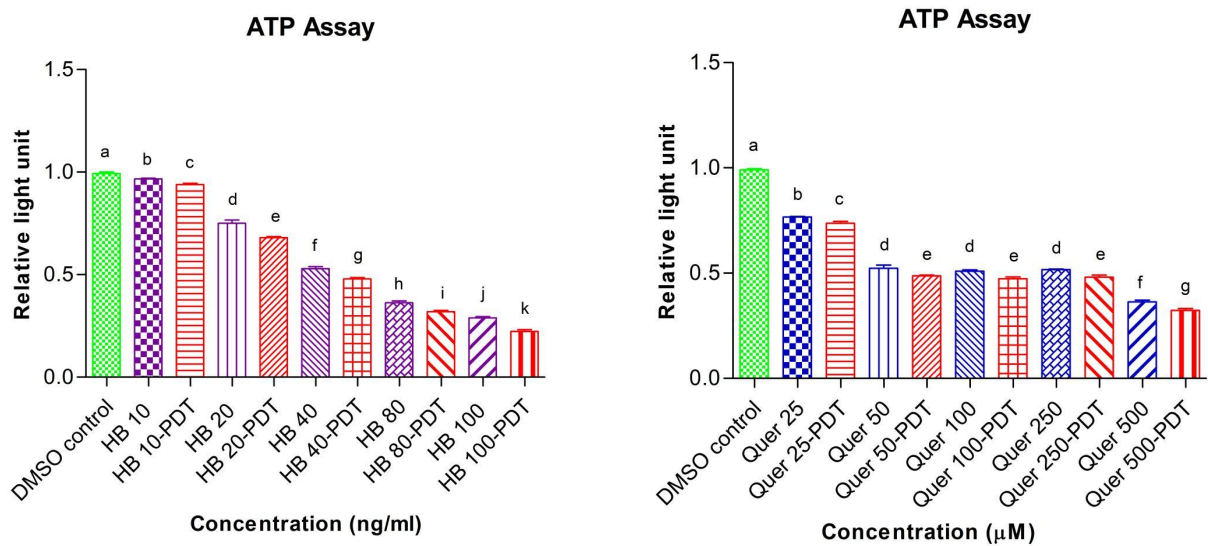 ATP Assay
Relative light unit
1.5
1.0
0.5
0.0
a
b
c
d
e
f
g
h
i
j
k
DMSO control
HB 10
HB 10-PDT
HB 20
HB 20-PDT
HB 40
HB 40-PDT
HB 80
HB 80-PDT
HB 100
HB 100-PDT
Concentration (ng/ml)
ATP Assay
Relative light unit
1.5
1.0
0.5
0.0
a
b
c
d
e
d
e
d
e
f
g
DMSO control
Quer 25
Quer 25-PDT
Quer 50
Quer 50-PDT
Quer 100
Quer 100-PDT
Quer 250
Quer 250-PDT
Quer 500
Quer 500-PDT
Concentration (μM)